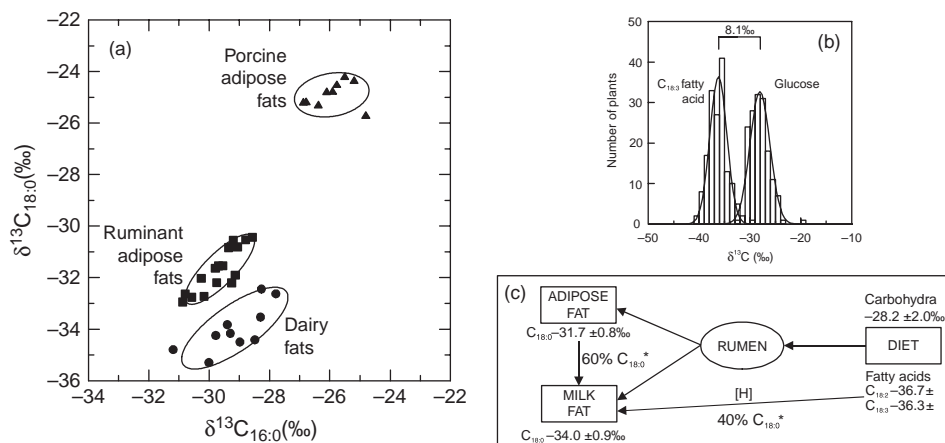 (a)
Porcine
adipose
fats
Ruminant
adipose
fats
Dairy
fats
δ¹³C₁₈:₀(‰)
−22
−24
−26
−28
−30
−32
−34
−36
−34 −32 −30 −28 −26 −24 −22
δ¹³C₁₆:₀(‰)
(b)
8.1‰
C₁₈:₃ fatty
acid
Glucose
Number of plants
50
40
30
20
10
0
−50 −40 −30 −20 −10
δ¹³C (‰)
(c)
ADIPOSE
FAT
C₁₈:₀−31.7 ±0.8‰
60% C₁₈:₀*
MILK
FAT
C₁₈:₀−34.0 ±0.9‰
RUMEN
Carbohydra
−28.2 ±2.0‰
DIET
Fatty acids
C₁₈:₂−36.7±
C₁₈:₃−36.3±
[H]
40% C₁₈:₀*